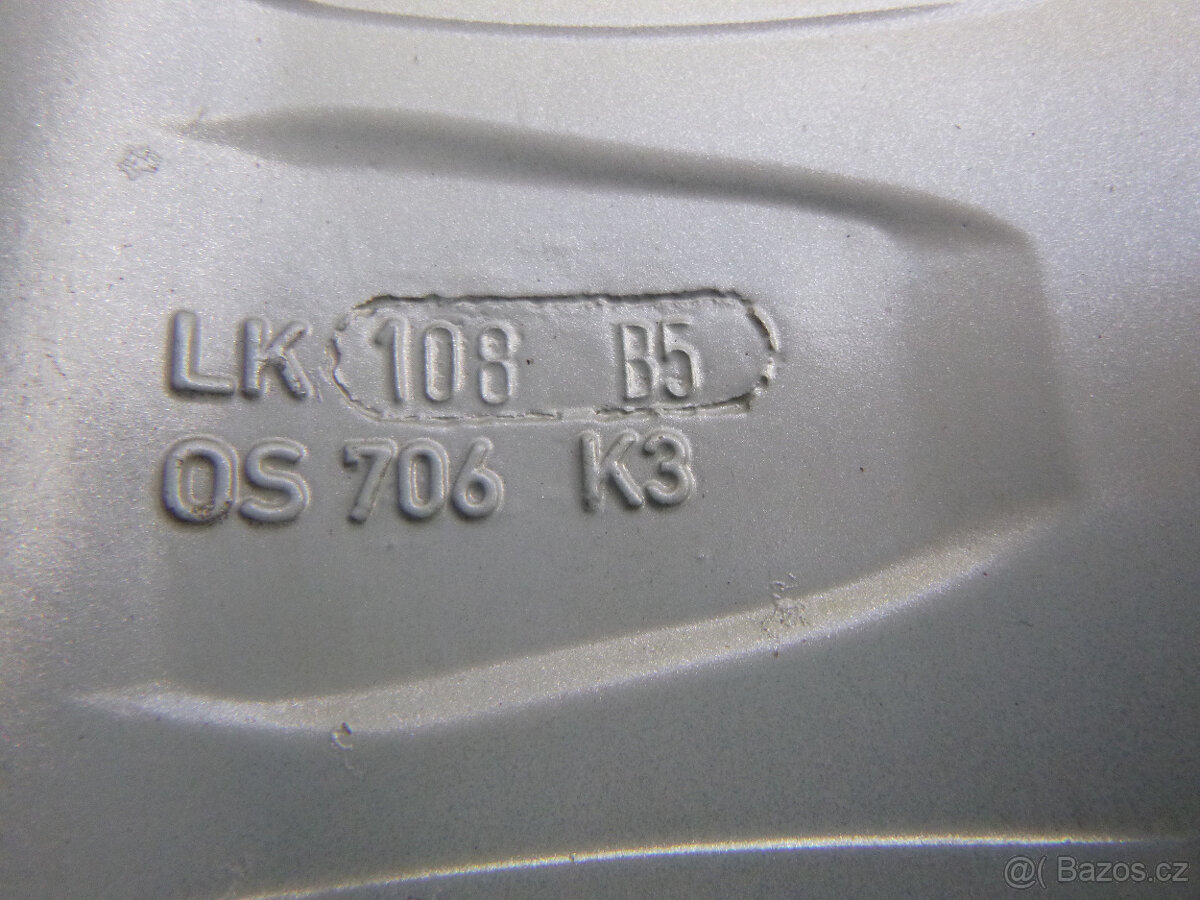 LK 108 B5
OS 706 K3
@( Bazos.cz